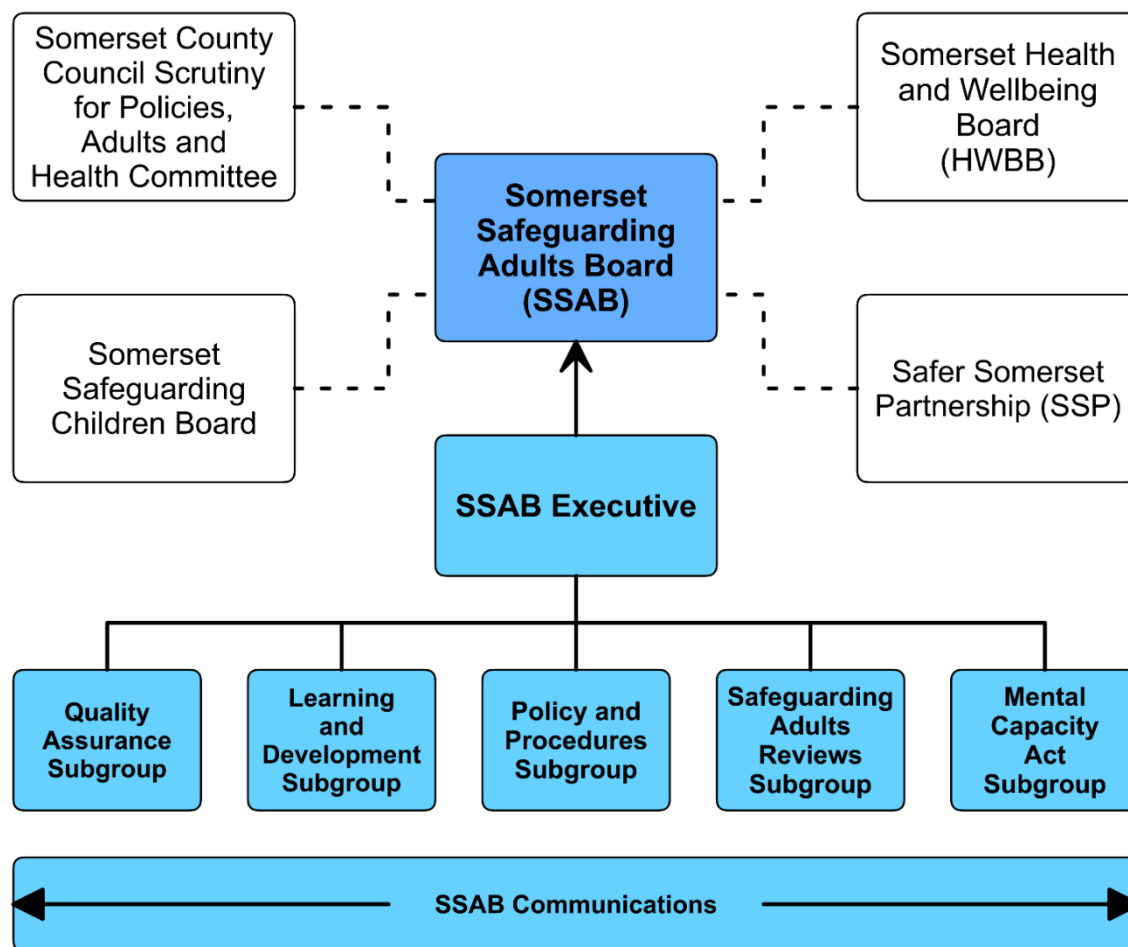 Somerset County
Council Scrutiny
for Policies,
Adults and
Health Committee
Somerset Health
and Wellbeing
Board
(HWBB)
Somerset
Safeguarding
Adults Board
(SSAB)
Somerset
Safeguarding
Children Board
Safer Somerset
Partnership (SSP)
SSAB Executive
Quality
Assurance
Subgroup
Learning
and
Development
Subgroup
Policy and
Procedures
Subgroup
Safeguarding
Adults
Reviews
Subgroup
Mental
Capacity
Act
Subgroup
SSAB Communications